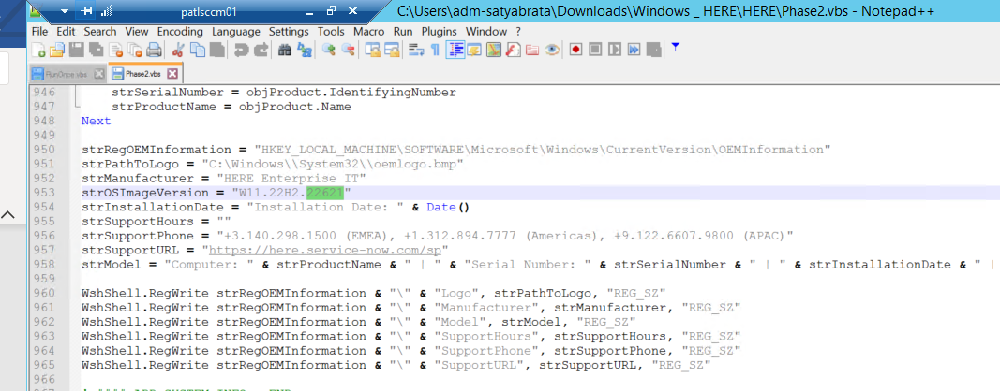 patlsccm01
C:\Users\adm-satyabrata\Downloads\Windows _ HERE\HERE\Phase2.vbs - Notepad++
File Edit Search View Encoding Language Settings Tools Macro Run Plugins Window ?
RunOnce.vbs Phase2.vbs
946 strSerialNumber = objProduct.IdentifyingNumber
947 strProductName = objProduct.Name
948 Next
949
950 strRegOEMInformation = "HKEY_LOCAL_MACHINE\SOFTWARE\Microsoft\Windows\CurrentVersion\OEMInformation"
951 strPathToLogo = "C:\Windows\\System32\\oemlogo.bmp"
952 strManufacturer = "HERE Enterprise IT"
953 strOSImageVersion = "W11.22H2.22621"
954 strInstallationDate = "Installation Date: " & Date()
955 strSupportHours = ""
956 strSupportPhone = "+3.140.298.1500 (EMEA), +1.312.894.7777 (Americas), +9.122.6607.9800 (APAC)"
957 strSupportURL = "https://here.service-now.com/sp"
958 strModel = "Computer: " & strProductName & " | " & "Serial Number: " & strSerialNumber & " | " & strInstallationDate & " |
959
960 WshShell.RegWrite strRegOEMInformation & "\" & "Logo", strPathToLogo, "REG_SZ"
961 WshShell.RegWrite strRegOEMInformation & "\" & "Manufacturer", strManufacturer, "REG_SZ"
962 WshShell.RegWrite strRegOEMInformation & "\" & "Model", strModel, "REG_SZ"
963 WshShell.RegWrite strRegOEMInformation & "\" & "SupportHours", strSupportHours, "REG_SZ"
964 WshShell.RegWrite strRegOEMInformation & "\" & "SupportPhone", strSupportPhone, "REG_SZ"
965 WshShell.RegWrite strRegOEMInformation & "\" & "SupportURL", strSupportURL, "REG_SZ"
966